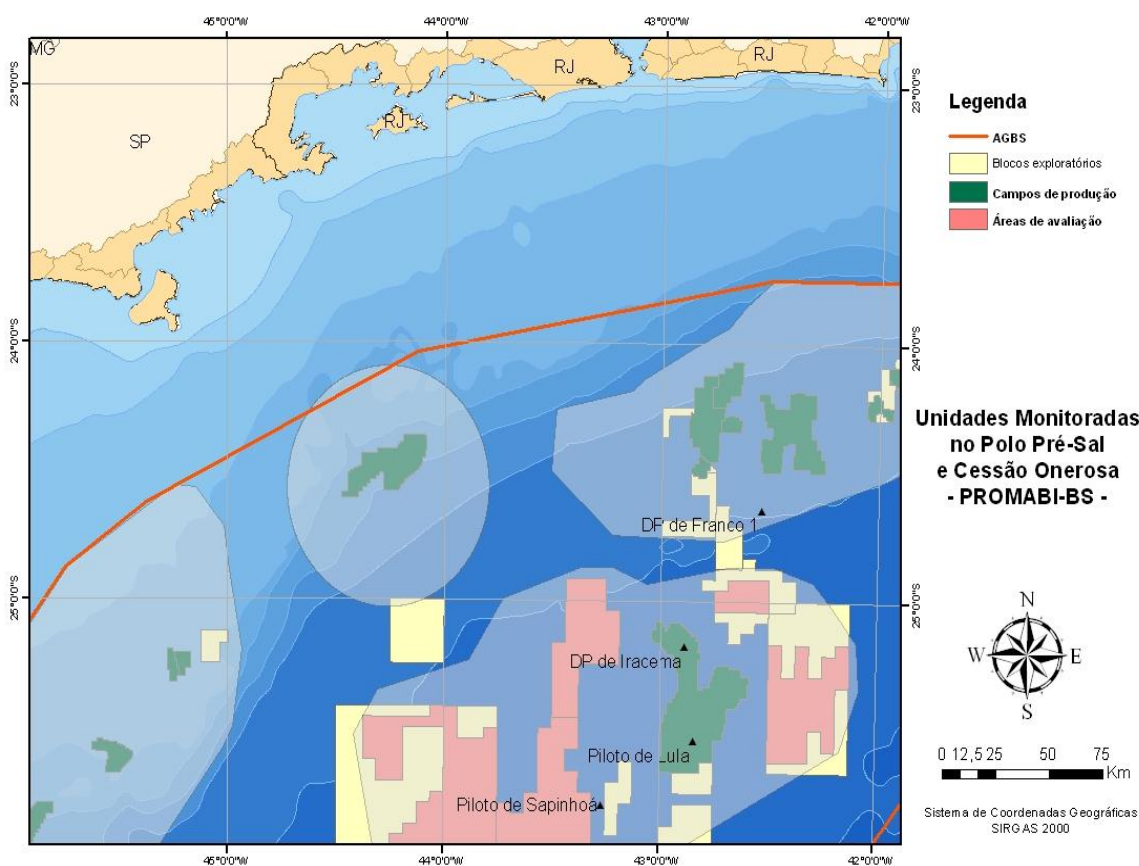 45°0'0"W 44°0'0"W 43°0'0"W 42°0'0"W
MG
RJ
RJ
23°0'0"S
23°0'0"S
RJ
SP
24°0'0"S
24°0'0"S
DP de Franco 1
25°0'0"S
25°0'0"S
DP de Iracema
Piloto de Lula
Piloto de Sapinhoá
45°0'0"W 44°0'0"W 43°0'0"W 42°0'0"W
Legenda
AGBS
Blocos exploratórios
Campos de produção
Áreas de avaliação
Unidades Monitoradas
no Polo Pré-Sal
e Cessão Onerosa
- PROMABI-BS -
N
W E
S
0 12,5 25 50 75
Km
Sistema de Coordenadas Geográficas
SIRGAS 2000